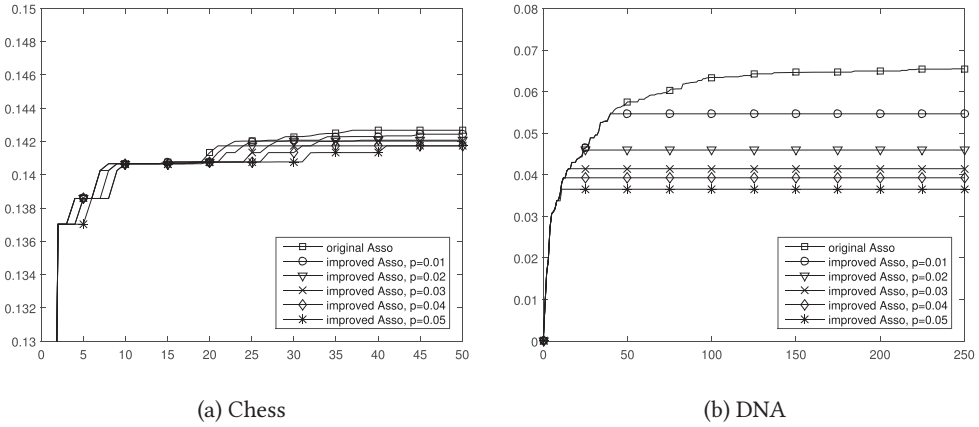 0.15
0.148
0.146
0.144
0.142
0.14
0.138
0.136
0.134
0.132
0.13
0 5 10 15 20 25 30 35 40 45 50
original Asso
improved Asso, p=0.01
improved Asso, p=0.02
improved Asso, p=0.03
improved Asso, p=0.04
improved Asso, p=0.05
(a) Chess
0.08
0.07
0.06
0.05
0.04
0.03
0.02
0.01
0
0 50 100 150 200 250
original Asso
improved Asso, p=0.01
improved Asso, p=0.02
improved Asso, p=0.03
improved Asso, p=0.04
improved Asso, p=0.05
(b) DNA